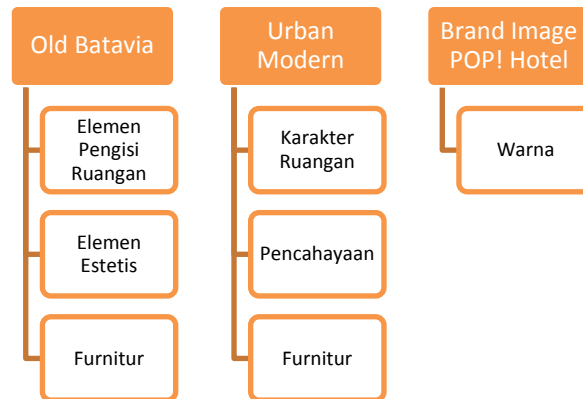 Old Batavia
Elemen
Pengisi
Ruangan
Elemen
Estetis
Furnitur
Urban
Modern
Karakter
Ruangan
Pencahayaan
Furnitur
Brand Image
POP! Hotel
Warna